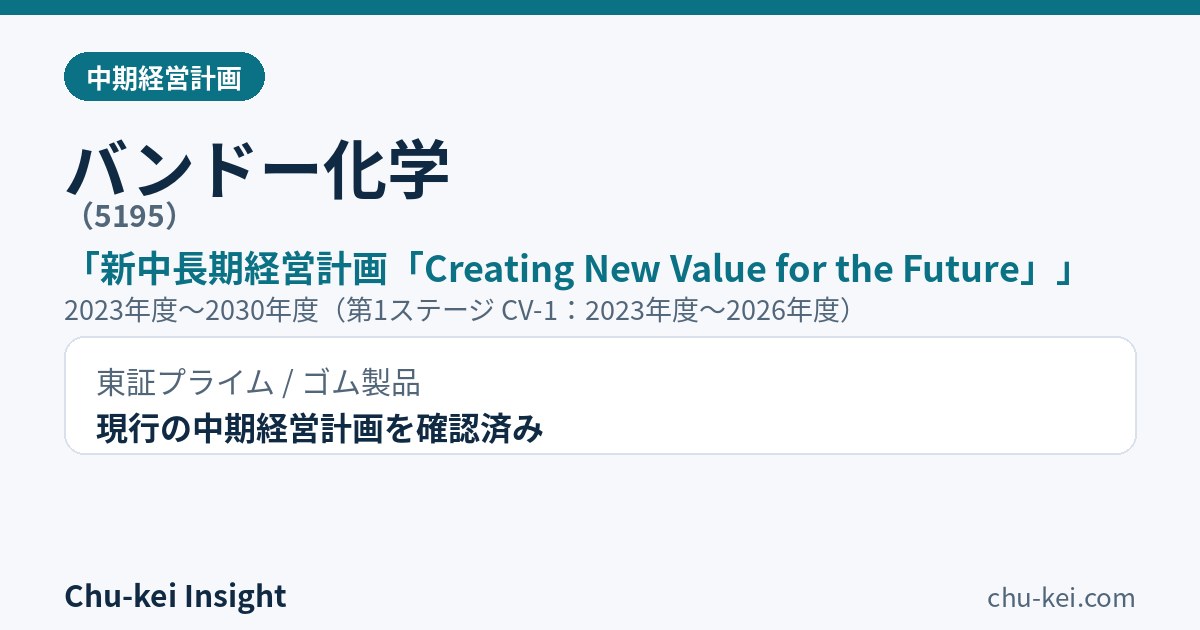 中期経営計画
バンドー化学
（5195）
「新中長期経営計画「Creating New Value for the Future」」
2023年度～2030年度（第1ステージ CV-1：2023年度～2026年度）
東証プライム / ゴム製品
現行の中期経営計画を確認済み
Chu-kei Insight
chu-kei.com